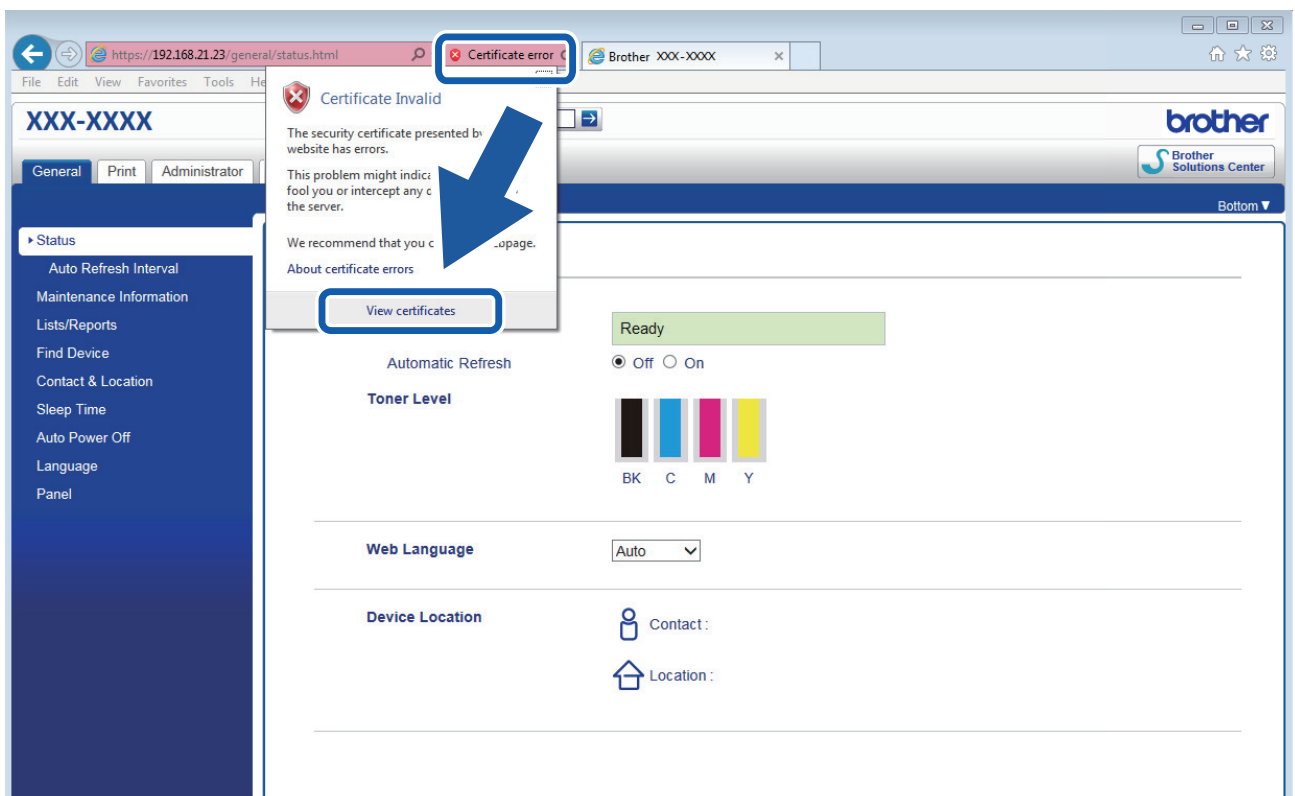 https://192.168.21.23/general/status.html
Certificate error
Brother XXX-XXXX
File Edit View Favorites Tools
Certificate Invalid
The security certificate presented
website has errors.
This problem might
fool you or intercept any
the server.
We recommend that you
About certificate errors
View certificates
XXX-XXXX
brother
General Print Administrator
Brother
Solutions Center
Bottom▼
Status
Auto Refresh Interval
Maintenance Information
Lists/Reports
Find Device
Contact & Location
Sleep Time
Auto Power Off
Language
Panel
Ready
Automatic Refresh Off On
Toner Level
BK C M Y
Web Language Auto
Device Location Contact :
Location :